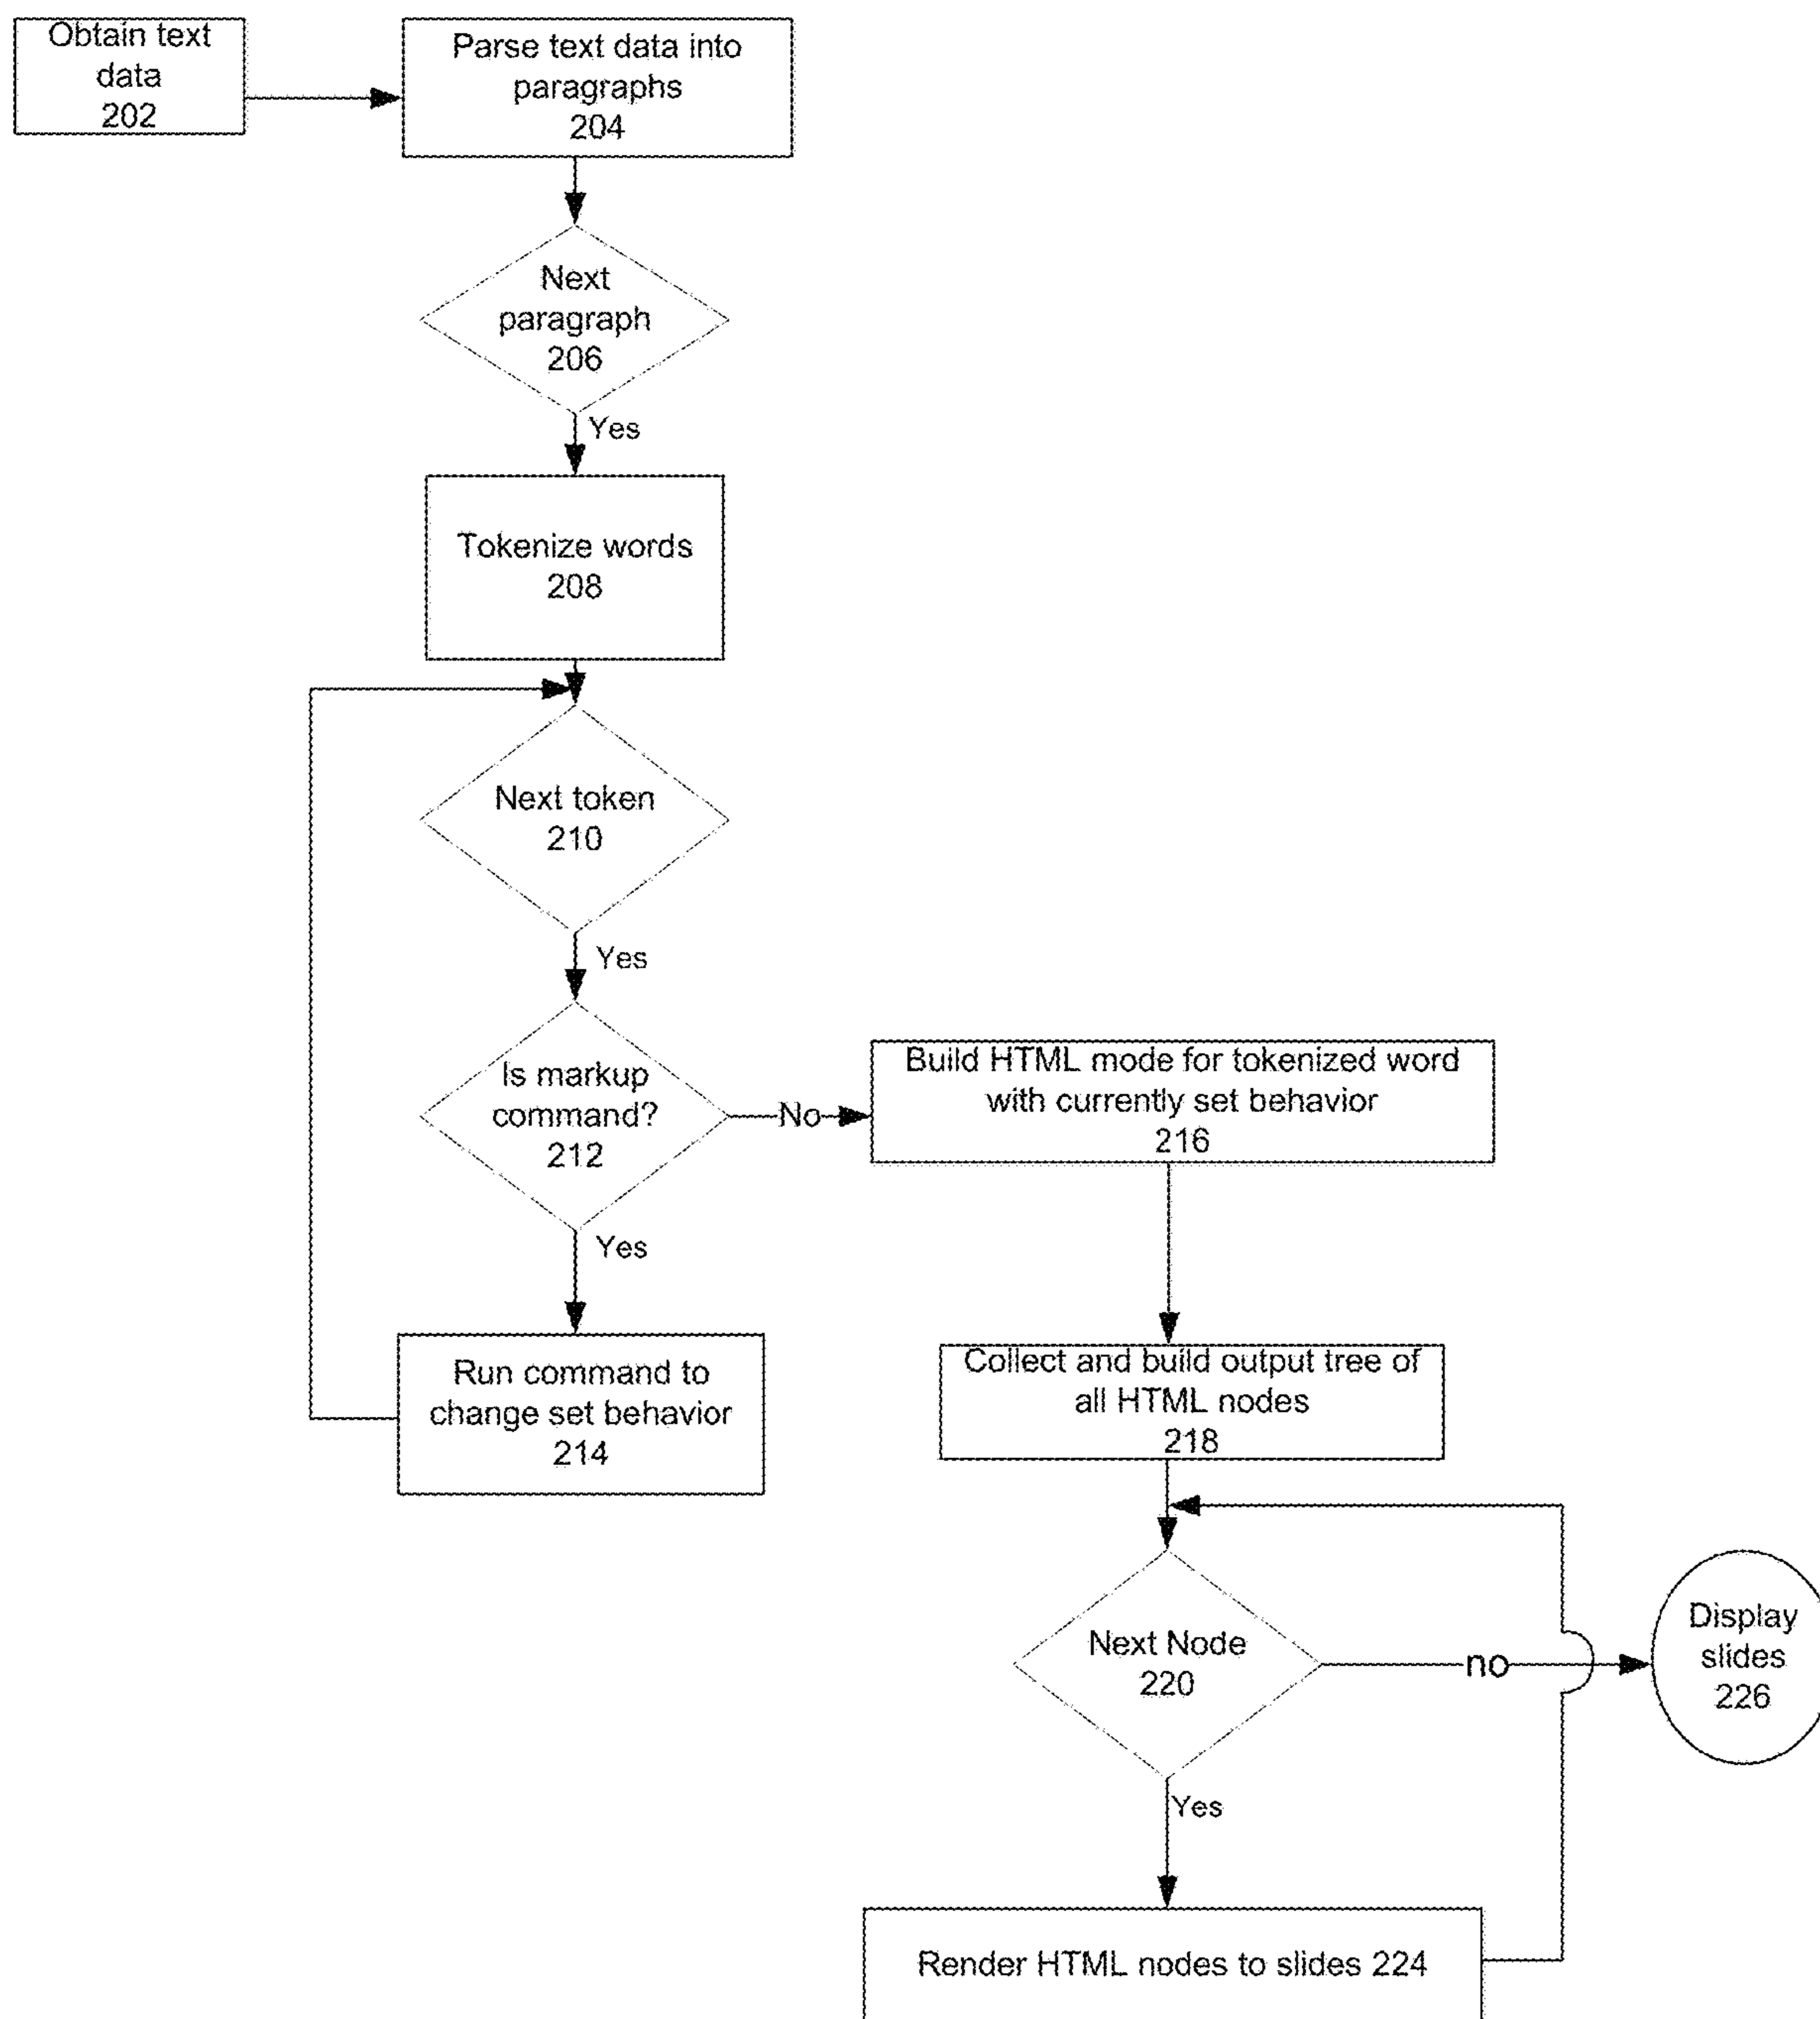 Obtain text
data
202
Parse text data into
paragraphs
204
Next
paragraph
206
Yes
Tokenize words
208
Next token
210
Yes
Is markup
command?
212
No
Build HTML mode for tokenized word
with currently set behavior
216
Yes
Run command to
change set behavior
214
Collect and build output tree of
all HTML nodes
218
Next Node
220
no
Display
slides
226
Yes
Render HTML nodes to slides 224